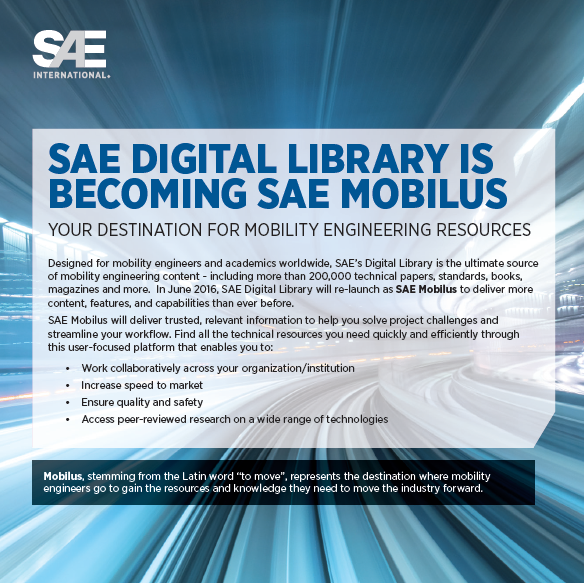 SAE
INTERNATIONAL®
SAE DIGITAL LIBRARY IS
BECOMING SAE MOBILUS
YOUR DESTINATION FOR MOBILITY ENGINEERING RESOURCES
Designed for mobility engineers and academics worldwide, SAE's Digital Library is the ultimate source
of mobility engineering content - including more than 200,000 technical papers, standards, books,
magazines and more. In June 2016, SAE Digital Library will re-launch as SAE Mobilus to deliver more
content, features, and capabilities than ever before.
SAE Mobilus will deliver trusted, relevant information to help you solve project challenges and
streamline your workflow. Find all the technical resources you need quickly and efficiently through
this user-focused platform that enables you to:
• Work collaboratively across your organization/institution
• Increase speed to market
• Ensure quality and safety
• Access peer-reviewed research on a wide range of technologies
Mobilus, stemming from the Latin word "to move", represents the destination where mobility
engineers go to gain the resources and knowledge they need to move the industry forward.